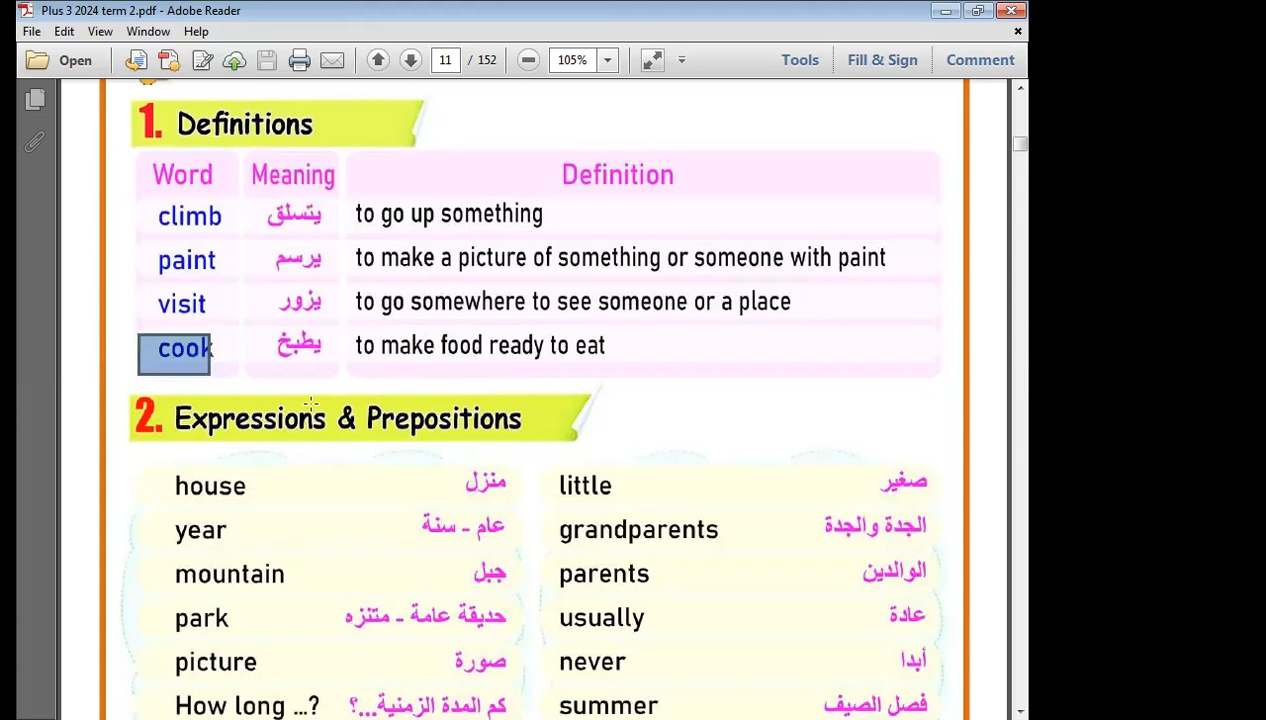 Plus 3 2024 term 2.pdf - Adobe Reader
File Edit View Window Help
Open 11 / 152 105% Tools Fill & Sign Comment
1. Definitions
Word Meaning Definition
climb يتسلق to go up something
paint يرسم to make a picture of something or someone with paint
visit يزور to go somewhere to see someone or a place
cook يطبخ to make food ready to eat
2. Expressions & Prepositions
house منزل little صغير
year عام - سنة grandparents الجدة والجدة
mountain جبل parents الوالدين
park حديقة عامة - متنزه usually عادة
picture صورة never أبدا
How long ...? كم المدة الزمنية...؟ summer فصل الصيف